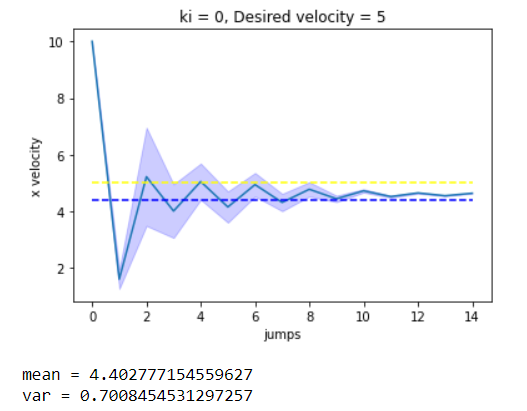 ki = 0, Desired velocity = 5
10
8
6
4
2
x velocity
0 2 4 6 8 10 12 14
jumps
mean = 4.402777154559627
var = 0.7008454531297257